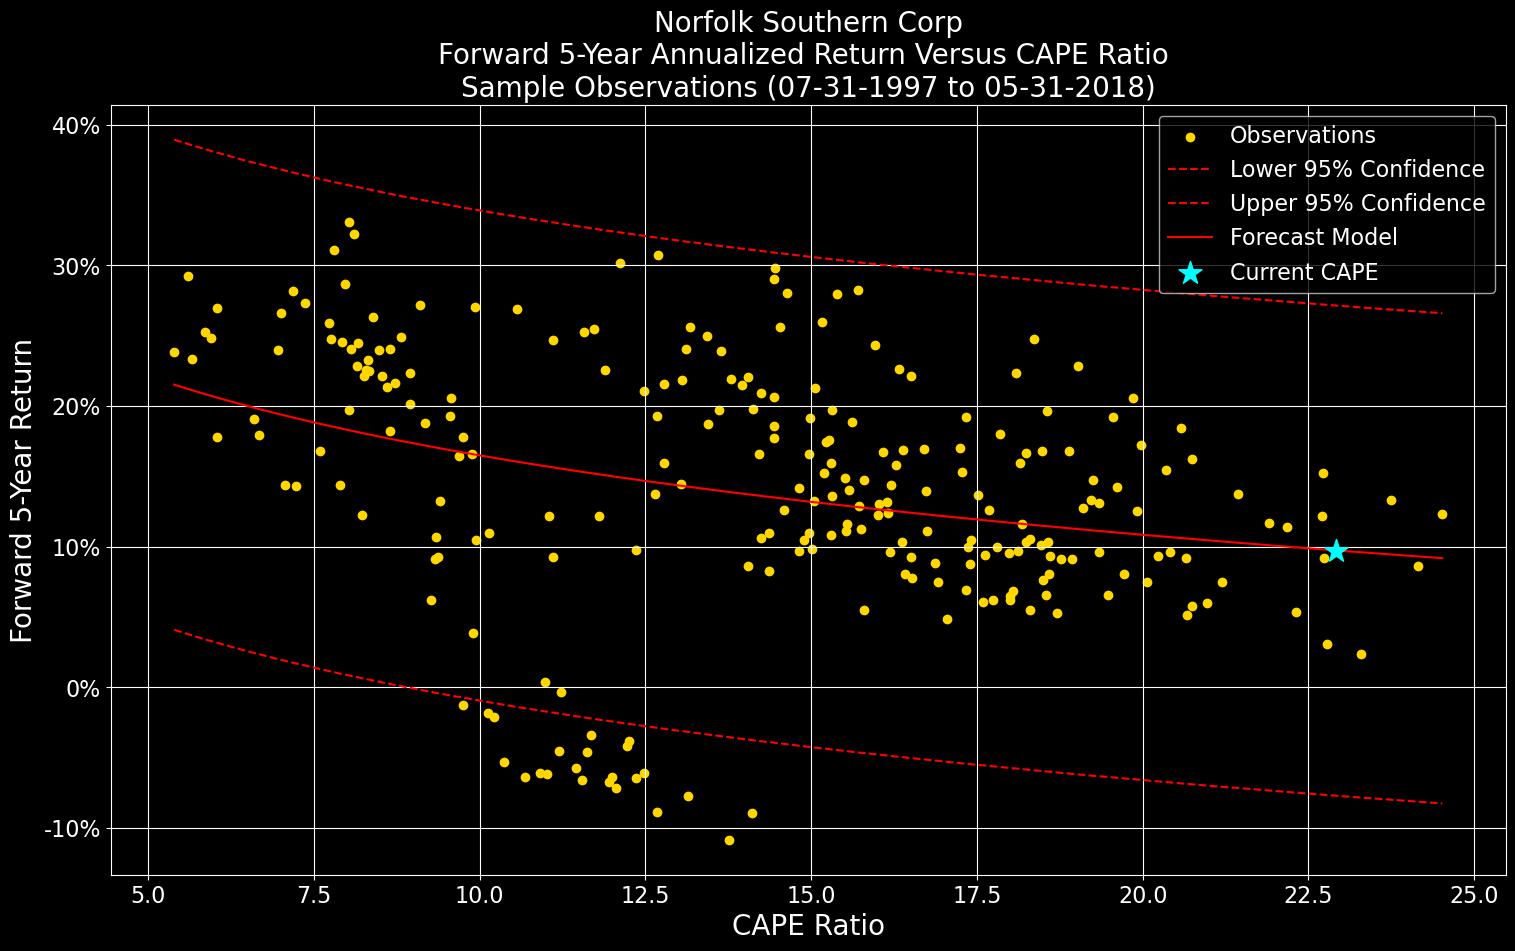 Norfolk Southern Corp
Forward 5-Year Annualized Return Versus CAPE Ratio
Sample Observations (07-31-1997 to 05-31-2018)
Observations
Lower 95% Confidence
Upper 95% Confidence
Forecast Model
Current CAPE
Forward 5-Year Return
40%
30%
20%
10%
0%
-10%
5.0 7.5 10.0 12.5 15.0 17.5 20.0 22.5 25.0
CAPE Ratio